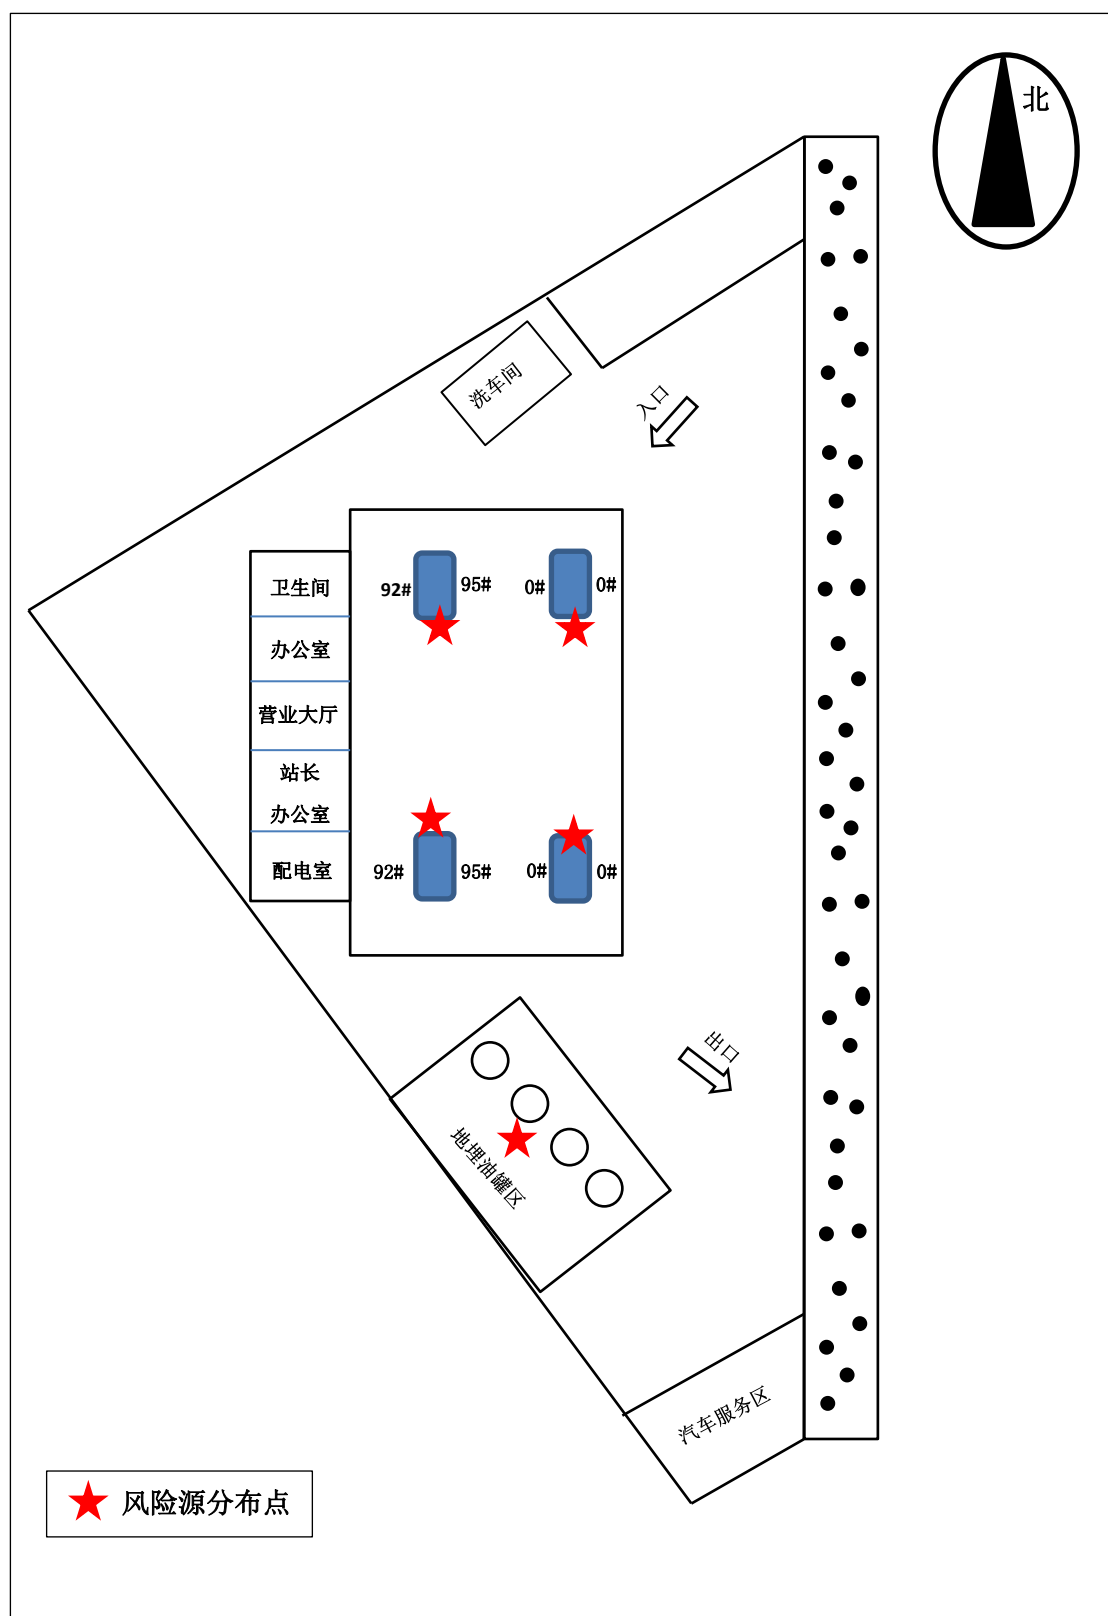 北
洗车间
入口
卫生间
92#
95#
0#
0#
办公室
营业大厅
站长
办公室
配电室
92#
95#
0#
0#
出口
地埋油罐区
汽车服务区
风险源分布点